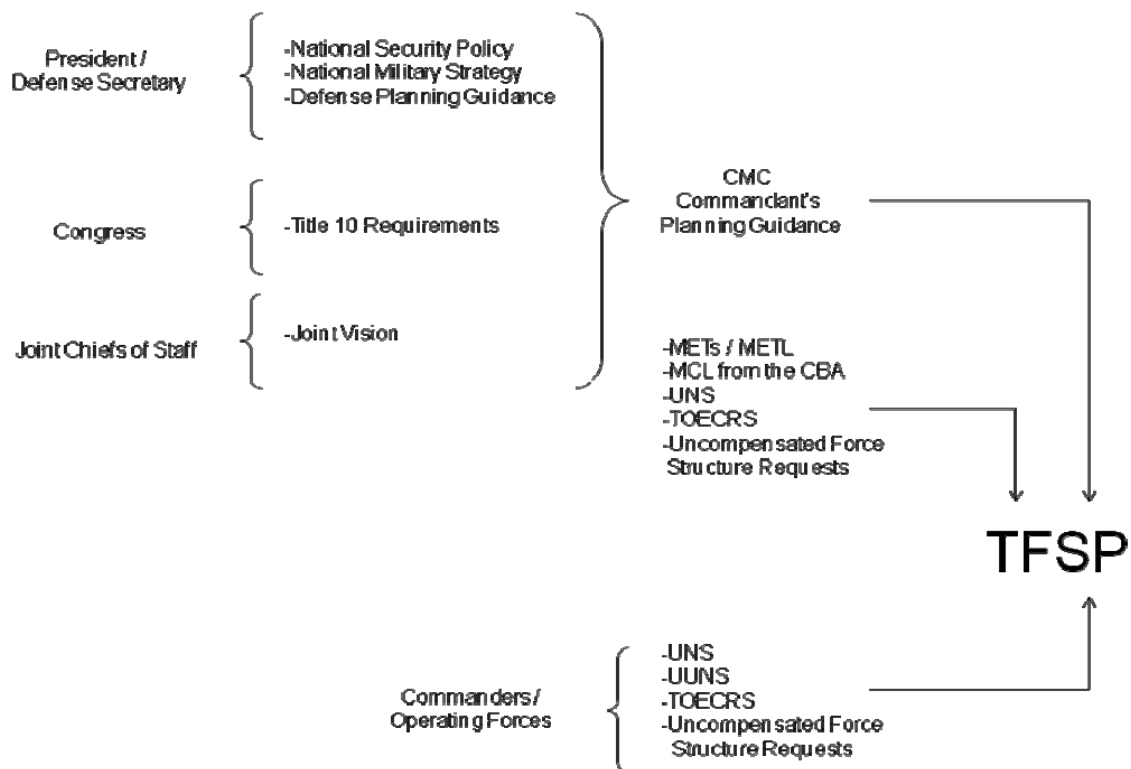 President /
Defense Secretary
-National Security Policy
-National Military Strategy
-Defense Planning Guidance
Congress
-Title 10 Requirements
Joint Chiefs of Staff
-Joint Vision
CMC
Commandant's
Planning Guidance
-METs / METL
-MCL from the CBA
-UNS
-TOECRS
-Uncompensated Force
Structure Requests
TFSP
Commanders /
Operating Forces
-UNS
-UUNS
-TOECRS
-Uncompensated Force
Structure Requests